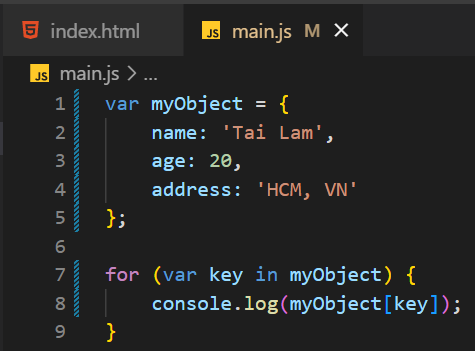 index.html main.js M
JS main.js > ...
1 var myObject = {
2     name: 'Tai Lam',
3     age: 20,
4     address: 'HCM, VN'
5 };
6
7 for (var key in myObject) {
8     console.log(myObject[key]);
9 }